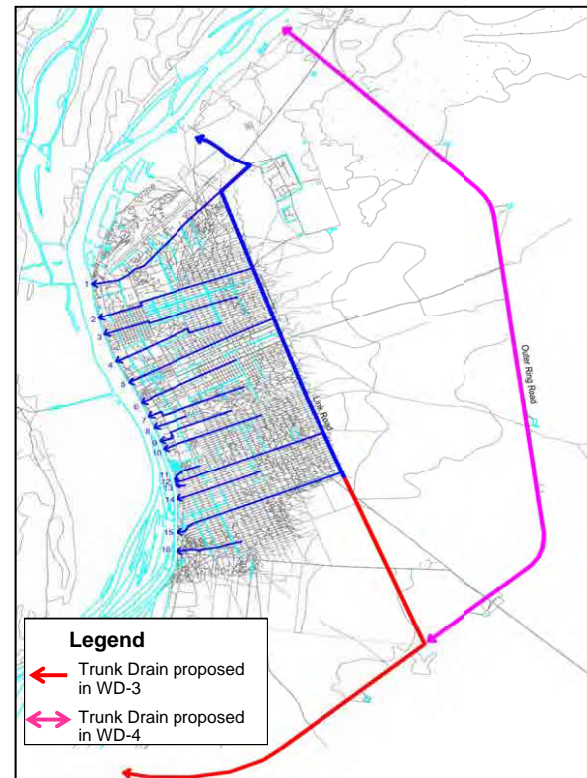 1
2
3
4
5
6
7
8
9
10
11
12
13
14
15
16
Link Road
Outer Ring Road
Legend
Trunk Drain proposed
in WD-3
Trunk Drain proposed
in WD-4